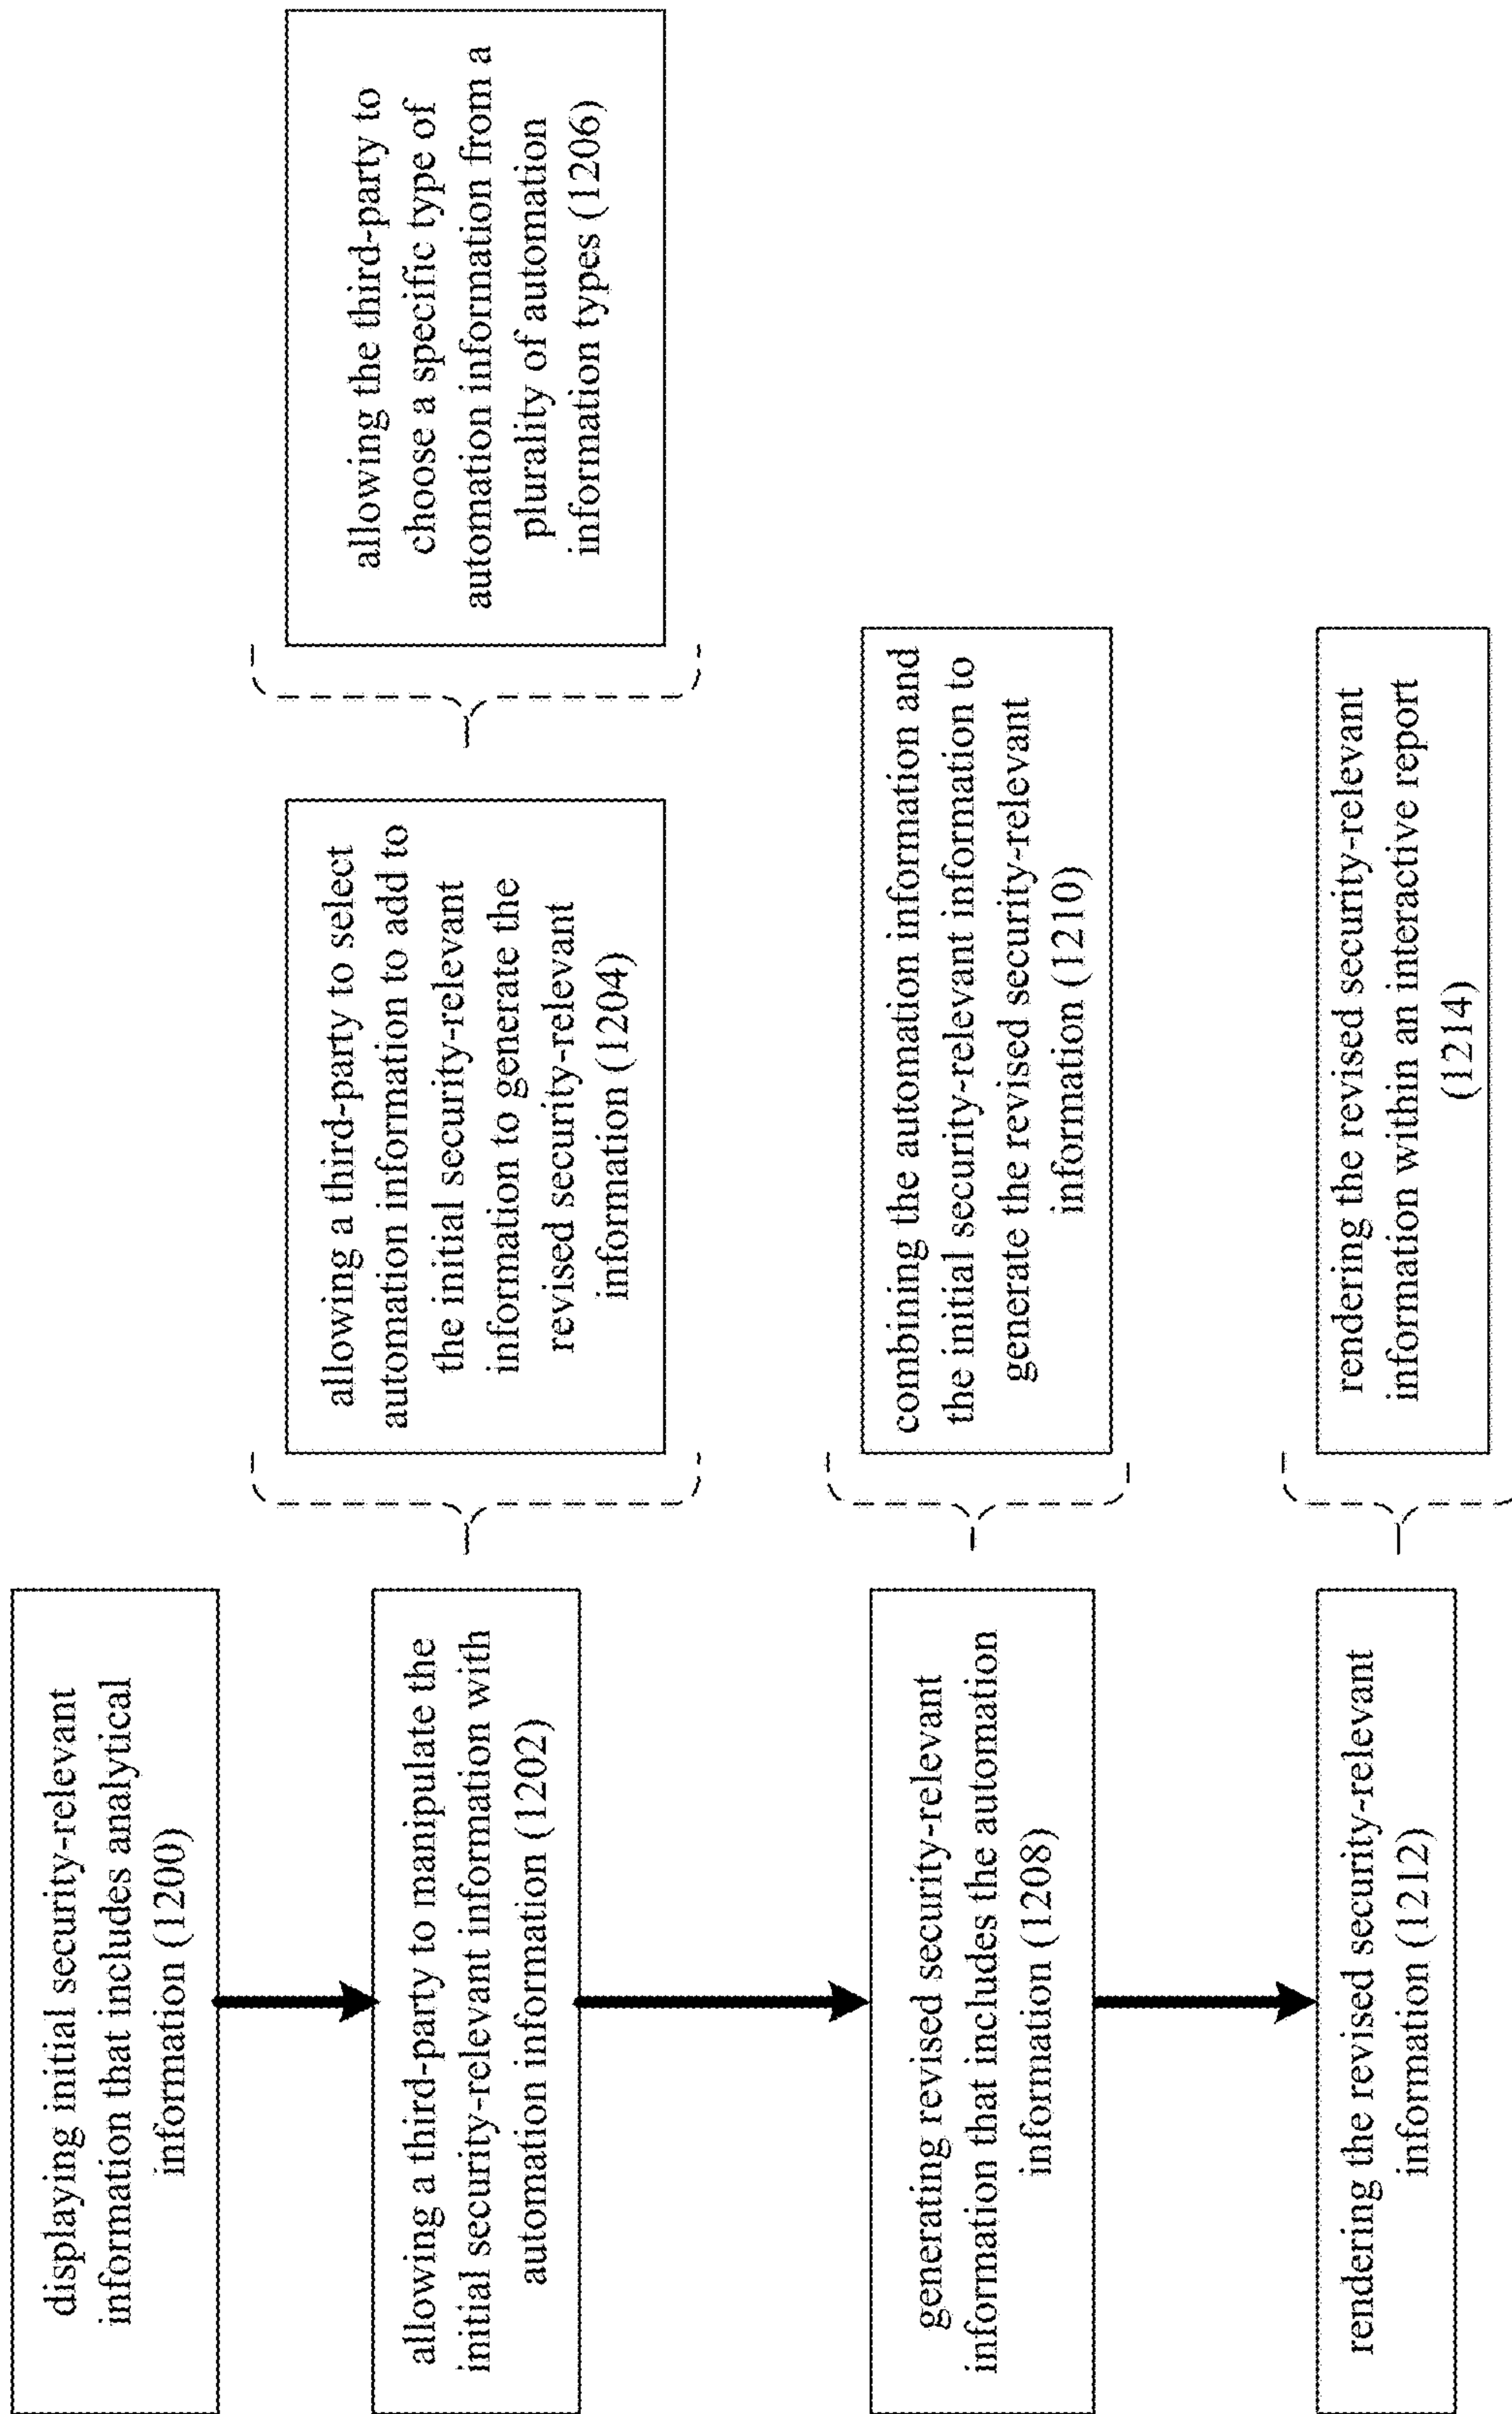 displaying initial security-relevant
information that includes analytical
information (1200)
allowing a third-party to manipulate the
initial security-relevant information with
automation information (1202)
allowing a third-party to select
automation information to add to
the initial security-relevant
information to generate the
revised security-relevant
information (1204)
allowing the third-party to
choose a specific type of
automation information from a
plurality of automation
information types (1206)
generating revised security-relevant
information that includes the automation
information (1208)
combining the automation information and
the initial security-relevant information to
generate the revised security-relevant
information (1210)
rendering the revised security-relevant
information (1212)
rendering the revised security-relevant
information within an interactive report
(1214)